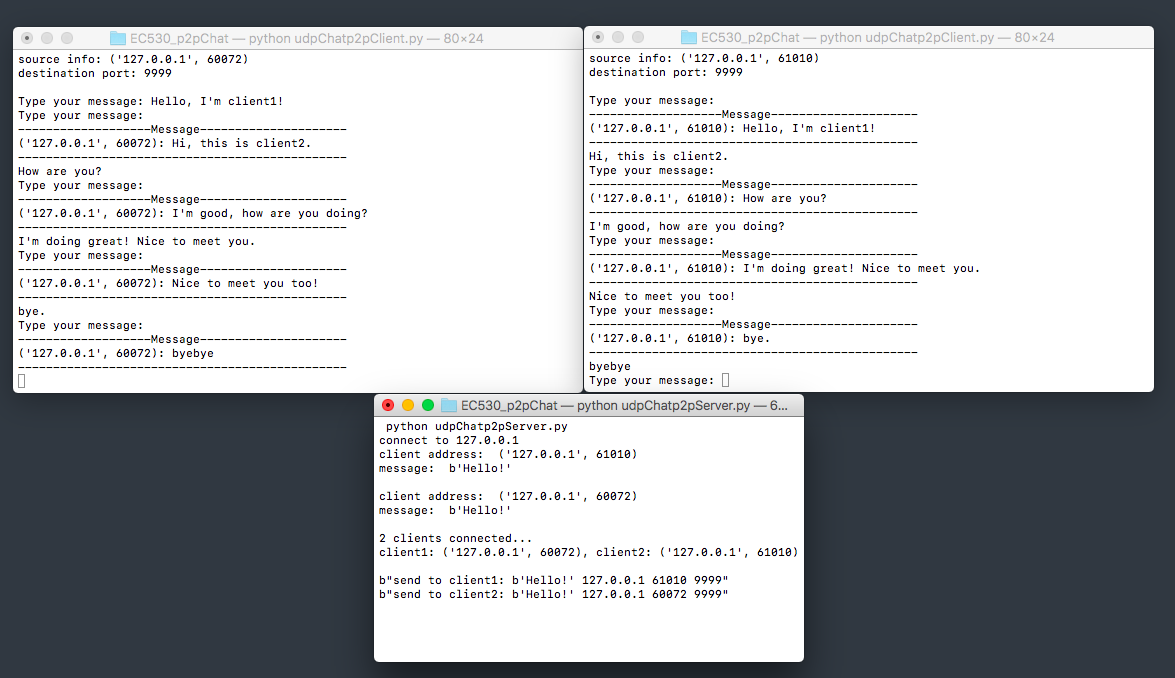 EC530_p2pChat — python udpChatp2pClient.py — 80×24
source info: ('127.0.0.1', 60072)
destination port: 9999
Type your message: Hello, I'm client1!
Type your message:
-------------------Message---------------------
('127.0.0.1', 60072): Hi, this is client2.
-----------------------------------------------
How are you?
Type your message:
-------------------Message---------------------
('127.0.0.1', 60072): I'm good, how are you doing?
-----------------------------------------------
I'm doing great! Nice to meet you.
Type your message:
-------------------Message---------------------
('127.0.0.1', 60072): Nice to meet you too!
-----------------------------------------------
bye.
Type your message:
-------------------Message---------------------
('127.0.0.1', 60072): byebye
-----------------------------------------------
EC530_p2pChat — python udpChatp2pClient.py — 80×24
source info: ('127.0.0.1', 61010)
destination port: 9999
Type your message:
-------------------Message---------------------
('127.0.0.1', 61010): Hello, I'm client1!
-----------------------------------------------
Hi, this is client2.
Type your message:
-------------------Message---------------------
('127.0.0.1', 61010): How are you?
-----------------------------------------------
I'm good, how are you doing?
Type your message:
-------------------Message---------------------
('127.0.0.1', 61010): I'm doing great! Nice to meet you.
-----------------------------------------------
Nice to meet you too!
Type your message:
-------------------Message---------------------
('127.0.0.1', 61010): bye.
-----------------------------------------------
byebye
Type your message:
EC530_p2pChat — python udpChatp2pServer.py — 6...
python udpChatp2pServer.py
connect to 127.0.0.1
client address:  ('127.0.0.1', 61010)
message:  b'Hello!'
client address:  ('127.0.0.1', 60072)
message:  b'Hello!'
2 clients connected...
client1: ('127.0.0.1', 60072), client2: ('127.0.0.1', 61010)
b"send to client1: b'Hello!' 127.0.0.1 61010 9999"
b"send to client2: b'Hello!' 127.0.0.1 60072 9999"